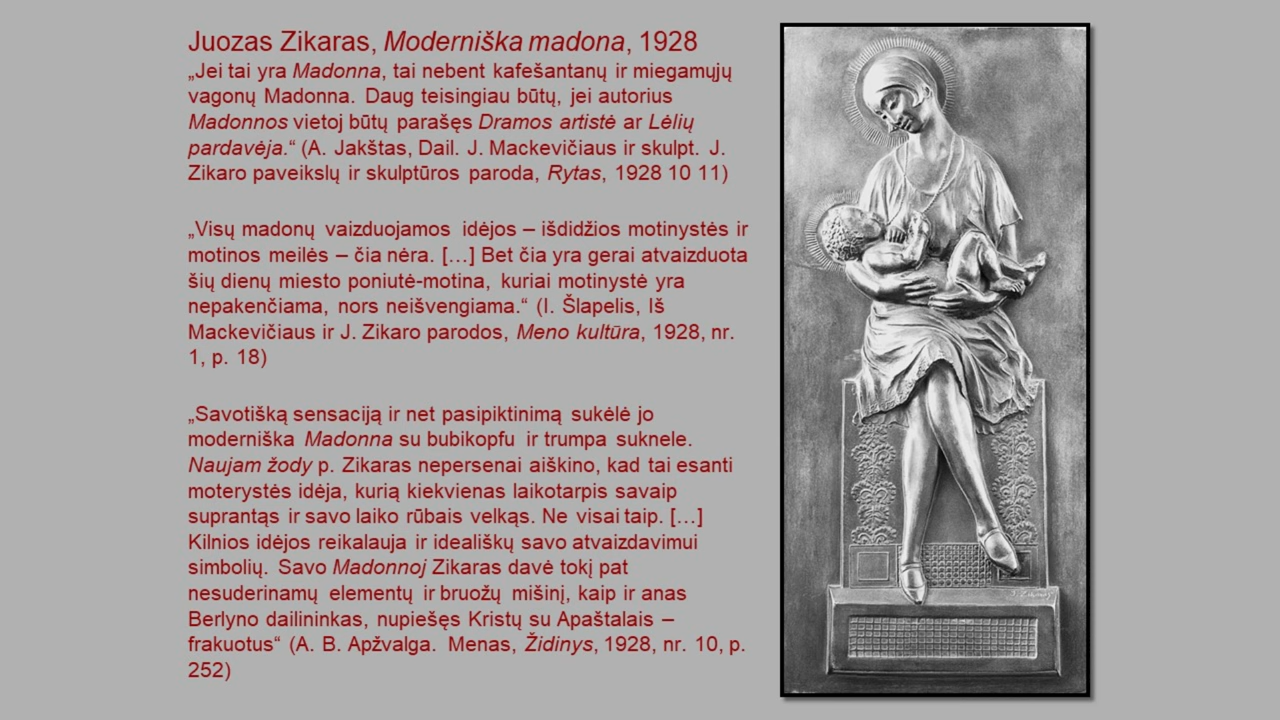 Juozas Zikaras, Moderniška madona, 1928
„Jei tai yra Madonna, tai nebent kafešantanų ir miegamųjų
vagonų Madonna. Daug teisingiau būtų, jei autorius
Madonnos vietoj būtų parašęs Dramos artistė ar Lėlių
pardavėja.“ (A. Jakštas, Dail. J. Mackevičiaus ir skulpt. J.
Zikaro paveikslų ir skulptūros paroda, Rytas, 1928 10 11)
„Visų madonų vaizduojamos idėjos – išdidžios motinystės ir
motinos meilės – čia nėra. […] Bet čia yra gerai atvaizduota
šių dienų miesto poniutė-motina, kuriai motinystė yra
nepakenčiama, nors neišvengiama.“ (I. Šlapelis, Iš
Mackevičiaus ir J. Zikaro parodos, Meno kultūra, 1928, nr.
1, p. 18)
„Savotišką sensaciją ir net pasipiktinimą sukėlė jo
moderniška Madonna su bubikopfu ir trumpa suknele.
Naujam žody p. Zikaras nepersenai aiškino, kad tai esanti
moterystės idėja, kurią kiekvienas laikotarpis savaip
suprantąs ir savo laiko rūbais velkąs. Ne visai taip. […]
Kilnios idėjos reikalauja ir ideališkų savo atvaizdavimui
simbolių. Savo Madonnoj Zikaras davė tokį pat
nesuderinamų elementų ir bruožų mišinį, kaip ir anas
Berlyno dailininkas, nupiešęs Kristų su Apaštalais –
frakuotus“ (A. B. Apžvalga. Menas, Židinys, 1928, nr. 10, p.
252)